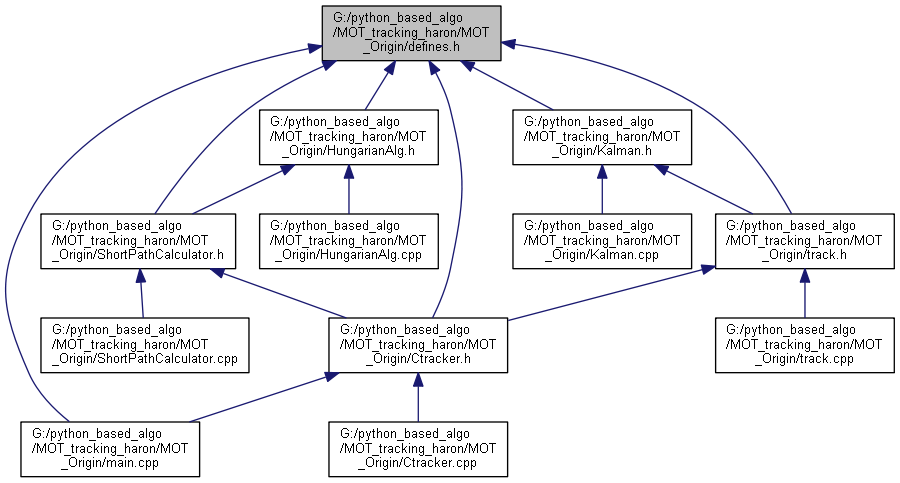 G:/python_based_algo
/MOT_tracking_haron/MOT
_Origin/defines.h
G:/python_based_algo
/MOT_tracking_haron/MOT
_Origin/HungarianAlg.h
G:/python_based_algo
/MOT_tracking_haron/MOT
_Origin/Kalman.h
G:/python_based_algo
/MOT_tracking_haron/MOT
_Origin/ShortPathCalculator.h
G:/python_based_algo
/MOT_tracking_haron/MOT
_Origin/HungarianAlg.cpp
G:/python_based_algo
/MOT_tracking_haron/MOT
_Origin/Kalman.cpp
G:/python_based_algo
/MOT_tracking_haron/MOT
_Origin/track.h
G:/python_based_algo
/MOT_tracking_haron/MOT
_Origin/ShortPathCalculator.cpp
G:/python_based_algo
/MOT_tracking_haron/MOT
_Origin/Ctracker.h
G:/python_based_algo
/MOT_tracking_haron/MOT
_Origin/track.cpp
G:/python_based_algo
/MOT_tracking_haron/MOT
_Origin/main.cpp
G:/python_based_algo
/MOT_tracking_haron/MOT
_Origin/Ctracker.cpp